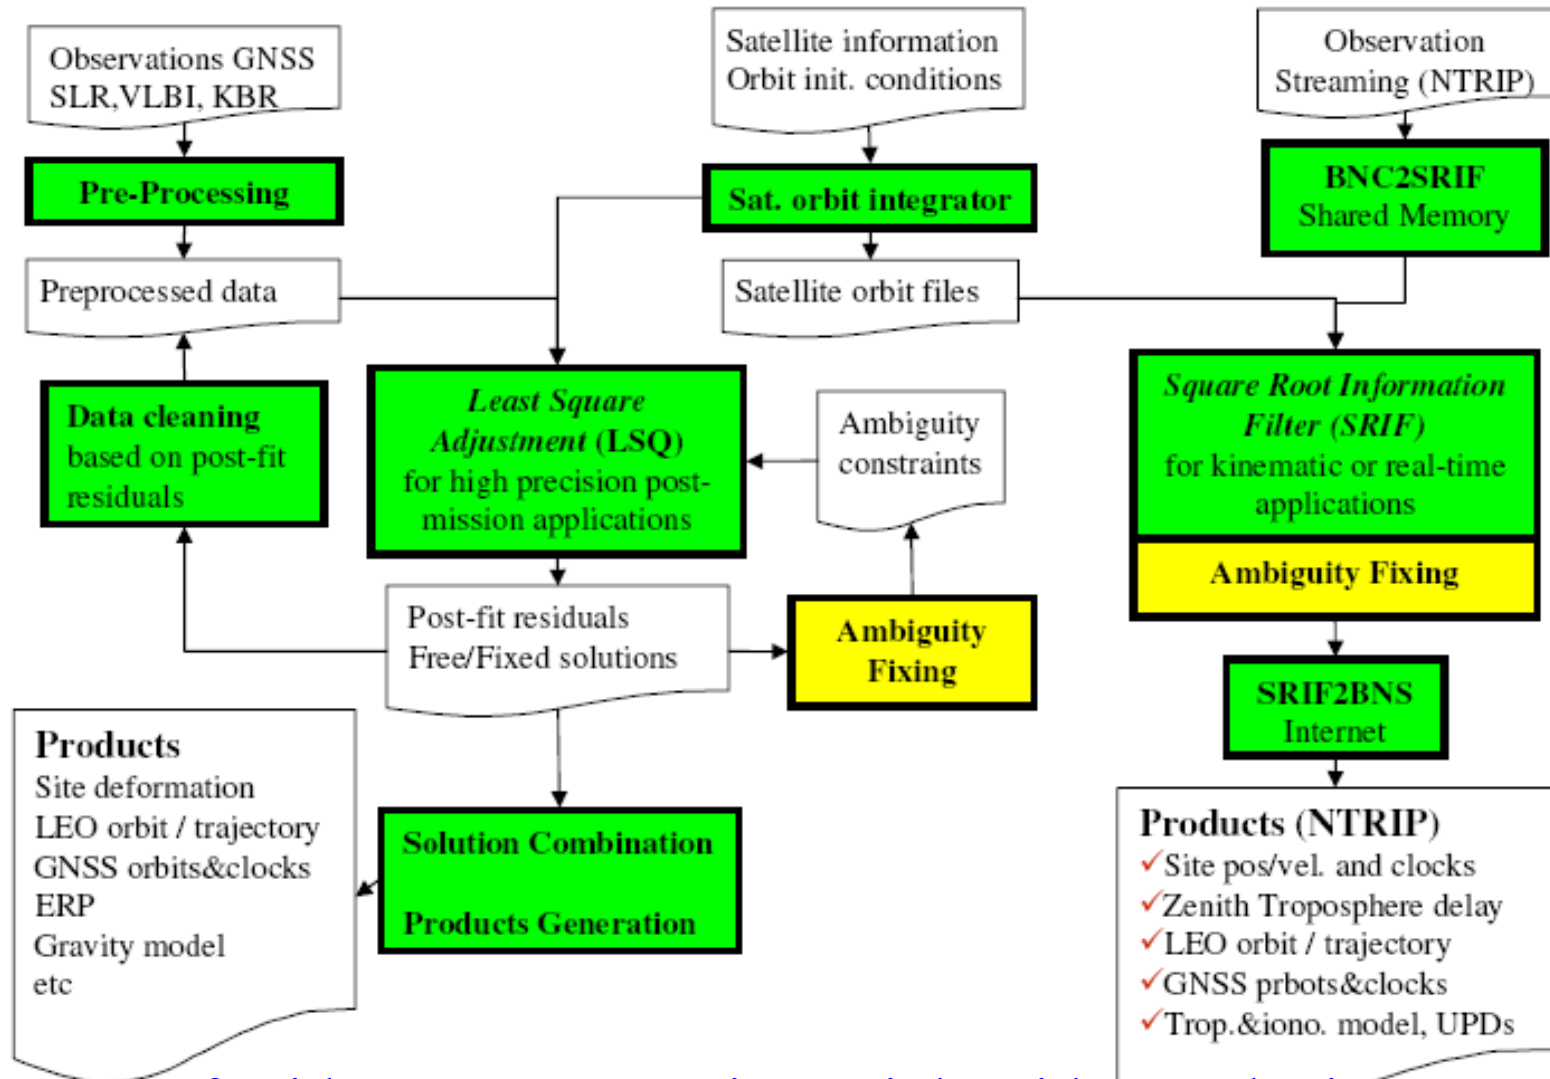 Observations GNSS
SLR,VLBI, KBR
Satellite information
Orbit init. conditions
Observation
Streaming (NTRIP)
Pre-Processing
Sat. orbit integrator
BNC2SRIF
Shared Memory
Preprocessed data
Satellite orbit files
Data cleaning
based on post-fit
residuals
Least Square
Adjustment (LSQ)
for high precision post-
mission applications
Ambiguity
constraints
Square Root Information
Filter (SRIF)
for kinematic or real-time
applications
Ambiguity Fixing
Post-fit residuals
Free/Fixed solutions
Ambiguity
Fixing
SRIF2BNS
Internet
Products
Site deformation
LEO orbit / trajectory
GNSS orbits&clocks
ERP
Gravity model
etc
Solution Combination
Products Generation
Products (NTRIP)
✓Site pos/vel. and clocks
✓Zenith Troposphere delay
✓LEO orbit / trajectory
✓GNSS prbots&clocks
✓Trop.&iono. model, UPDs